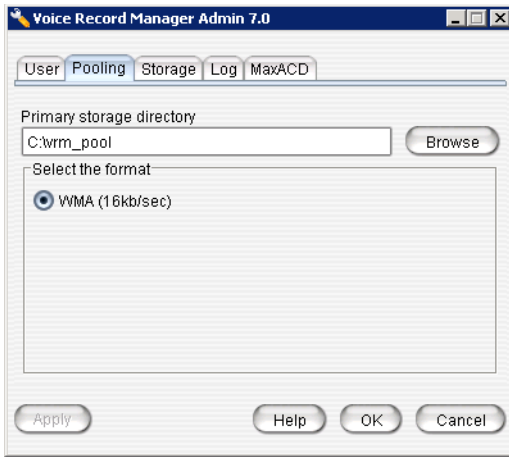 Voice Record Manager Admin 7.0
User Pooling Storage Log MaxACD
Primary storage directory
C:\vrm_pool Browse
Select the format
WMA (16kb/sec)
Apply Help OK Cancel